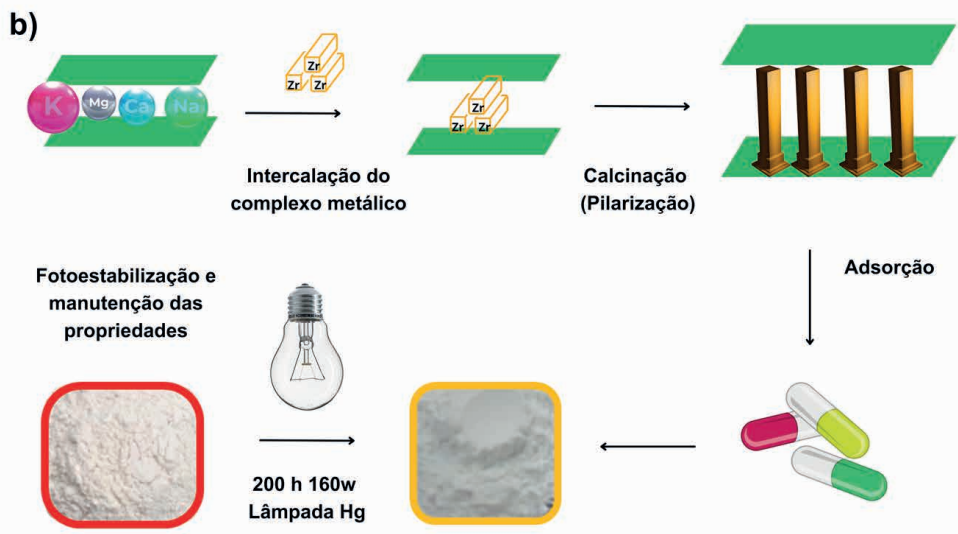 b)
K Mg Ca Na
Zr
Zr Zr
Zr
Zr Zr
Intercalação do
complexo metálico
Calcinação
(Pilarização)
Adsorção
Fotoestabilização e
manutenção das
propriedades
200 h 160w
Lâmpada Hg